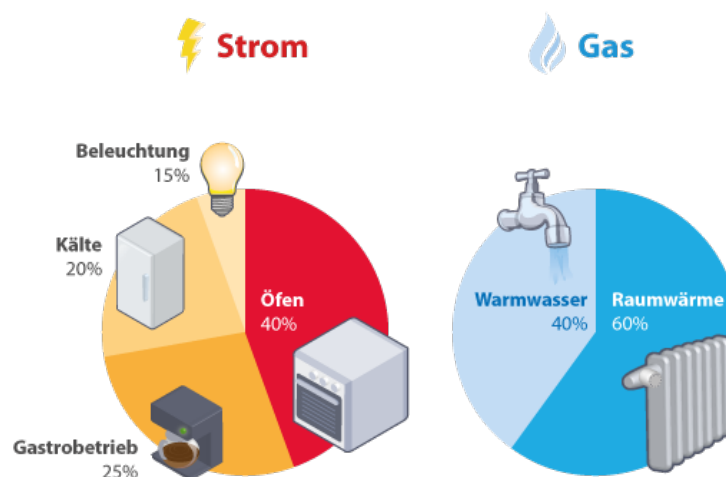 Strom
Gas
Beleuchtung
15%
Kälte
20%
Öfen
40%
Gastrobetrieb
25%
Warmwasser
40%
Raumwärme
60%